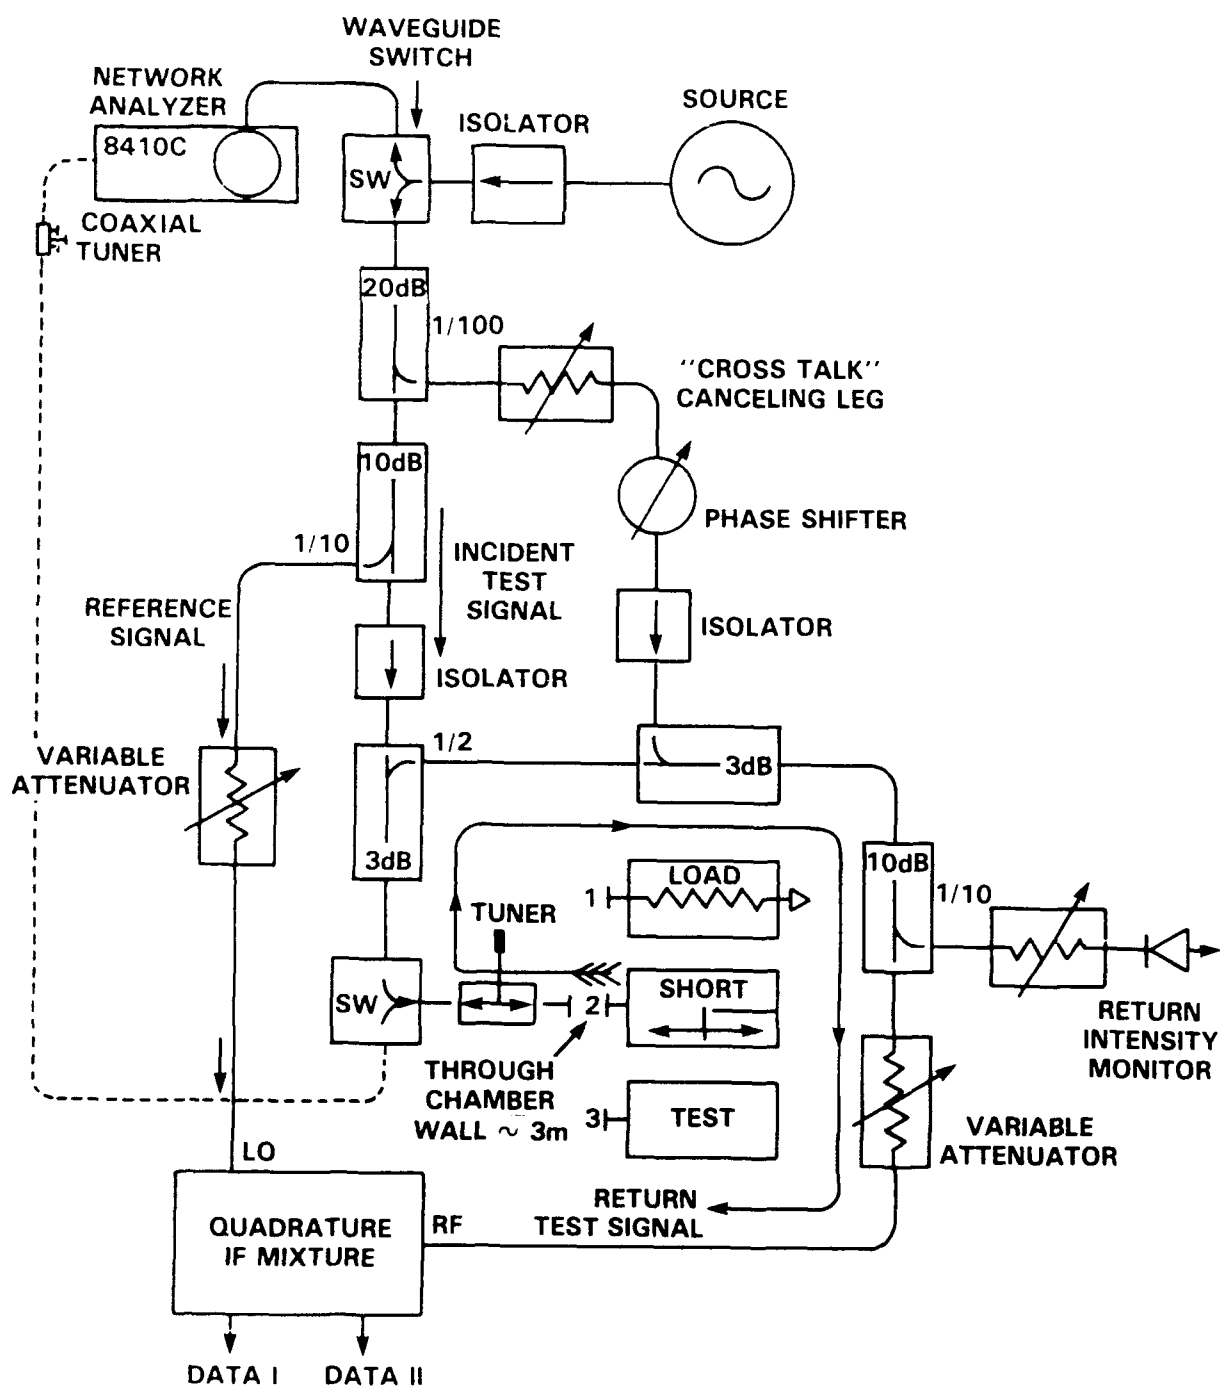 WAVEGUIDE
SWITCH
NETWORK
ANALYZER
8410C
SOURCE
ISOLATOR
SW
COAXIAL
TUNER
20dB
1/100
"CROSS TALK"
CANCELING LEG
10dB
PHASE SHIFTER
1/10
INCIDENT
TEST
SIGNAL
REFERENCE
SIGNAL
ISOLATOR
ISOLATOR
1/2
VARIABLE
ATTENUATOR
3dB
3dB
10dB
LOAD
1
1/10
TUNER
SW
2
SHORT
RETURN
INTENSITY
MONITOR
THROUGH
CHAMBER
WALL ~ 3m
3
TEST
VARIABLE
ATTENUATOR
LO
RETURN
TEST SIGNAL
RF
QUADRATURE
IF MIXTURE
DATA I
DATA II